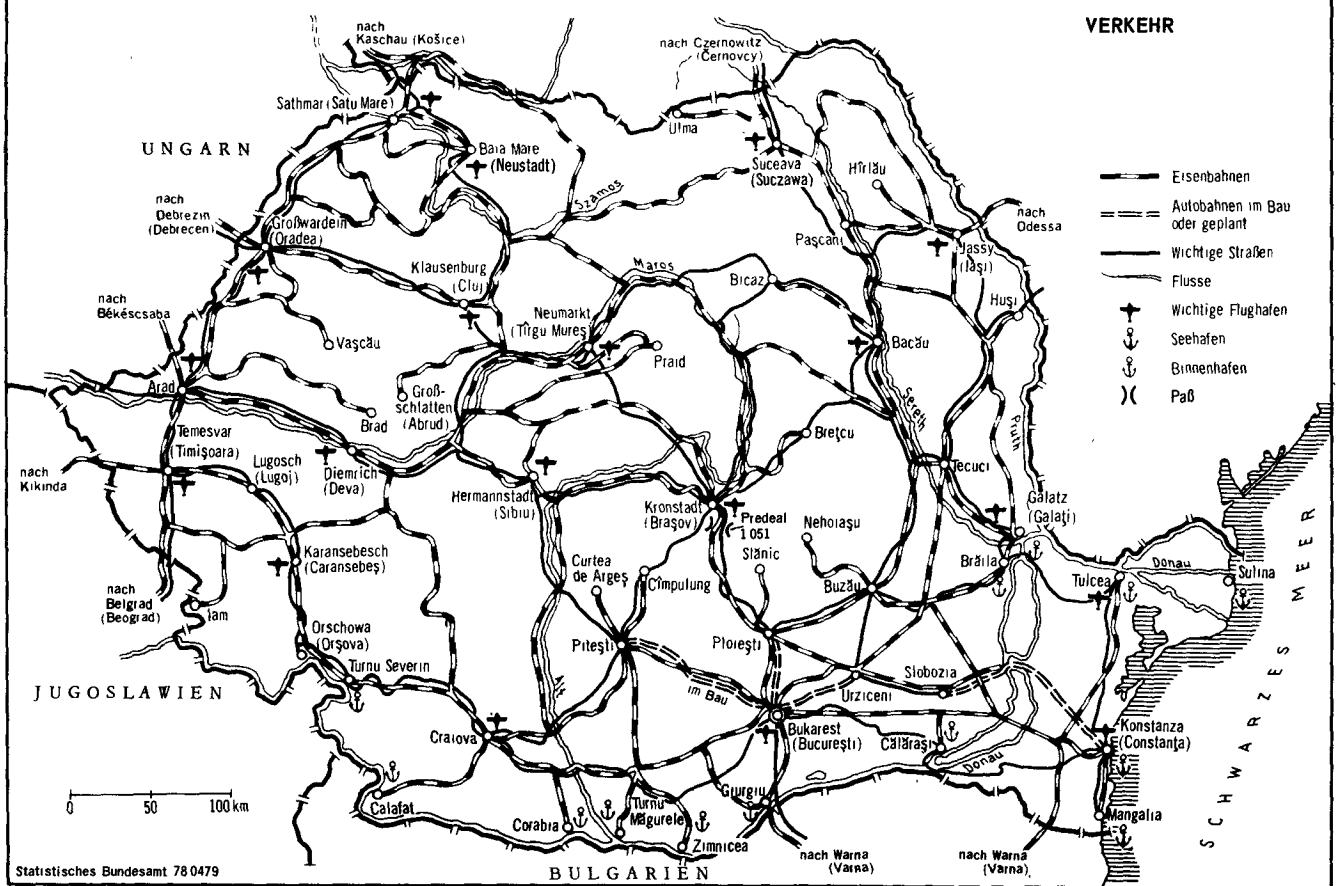 VERKEHR
nach
Kaschau (Košice)
nach Czernowitz
(Černovcy)
Sathmar (Satu Mare)
Ulma
UNGARN
Baia Mare
(Neustadt)
Suceava
(Suczawa)
Hîrlău
Eisenbahnen
Autobahnen im Bau
oder geplant
Wichtige Straßen
Flusse
Wichtige Flughafen
Seehafen
Binnenhafen
Paß
nach
Debrezin
(Debrecen)
Großwardein
(Oradea)
Szamos
Paşcani
Jassy
(Iaşi)
nach
Odessa
Klausenburg
(Cluj)
Maros
Bicaz
Huşi
nach
Békéscsaba
Neumarkt
(Tîrgu Mureş)
Vaşcău
Praid
Bacău
Arad
Groß-
schlatten
(Abrud)
Brad
Sereth
Pruth
Temesvar
(Timişoara)
Breţcu
Lugosch
(Lugoj)
Diemrich
(Deva)
Tecuci
nach
Kikinda
Hermannstadt
(Sibiu)
Kronstadt
(Braşov)
Predeal
1 051
Nehoiaşu
Galatz
(Galaţi)
Karansebesch
(Caransebeş)
Curtea
de Argeş
Cîmpulung
Slănic
Buzău
Brăila
Tulcea
Donau
Sulina
nach
Belgrad
(Beograd)
Iam
Orschowa
(Orşova)
Turnu Severin
Piteşti
Ploieşti
Slobozia
Urziceni
JUGOSLAWIEN
im Bau
Alt
Craiova
Bukarest
(Bucureşti)
Călăraşi
Donau
Konstanza
(Constanţa)
SCHWARZES MEER
0 50 100 km
Calafat
Corabia
Turnu
Măgurele
Giurgiu
Zimnicea
Mangalia
nach Warna
(Varna)
nach Warna
(Varna)
Statistisches Bundesamt 78 0479
BULGARIEN